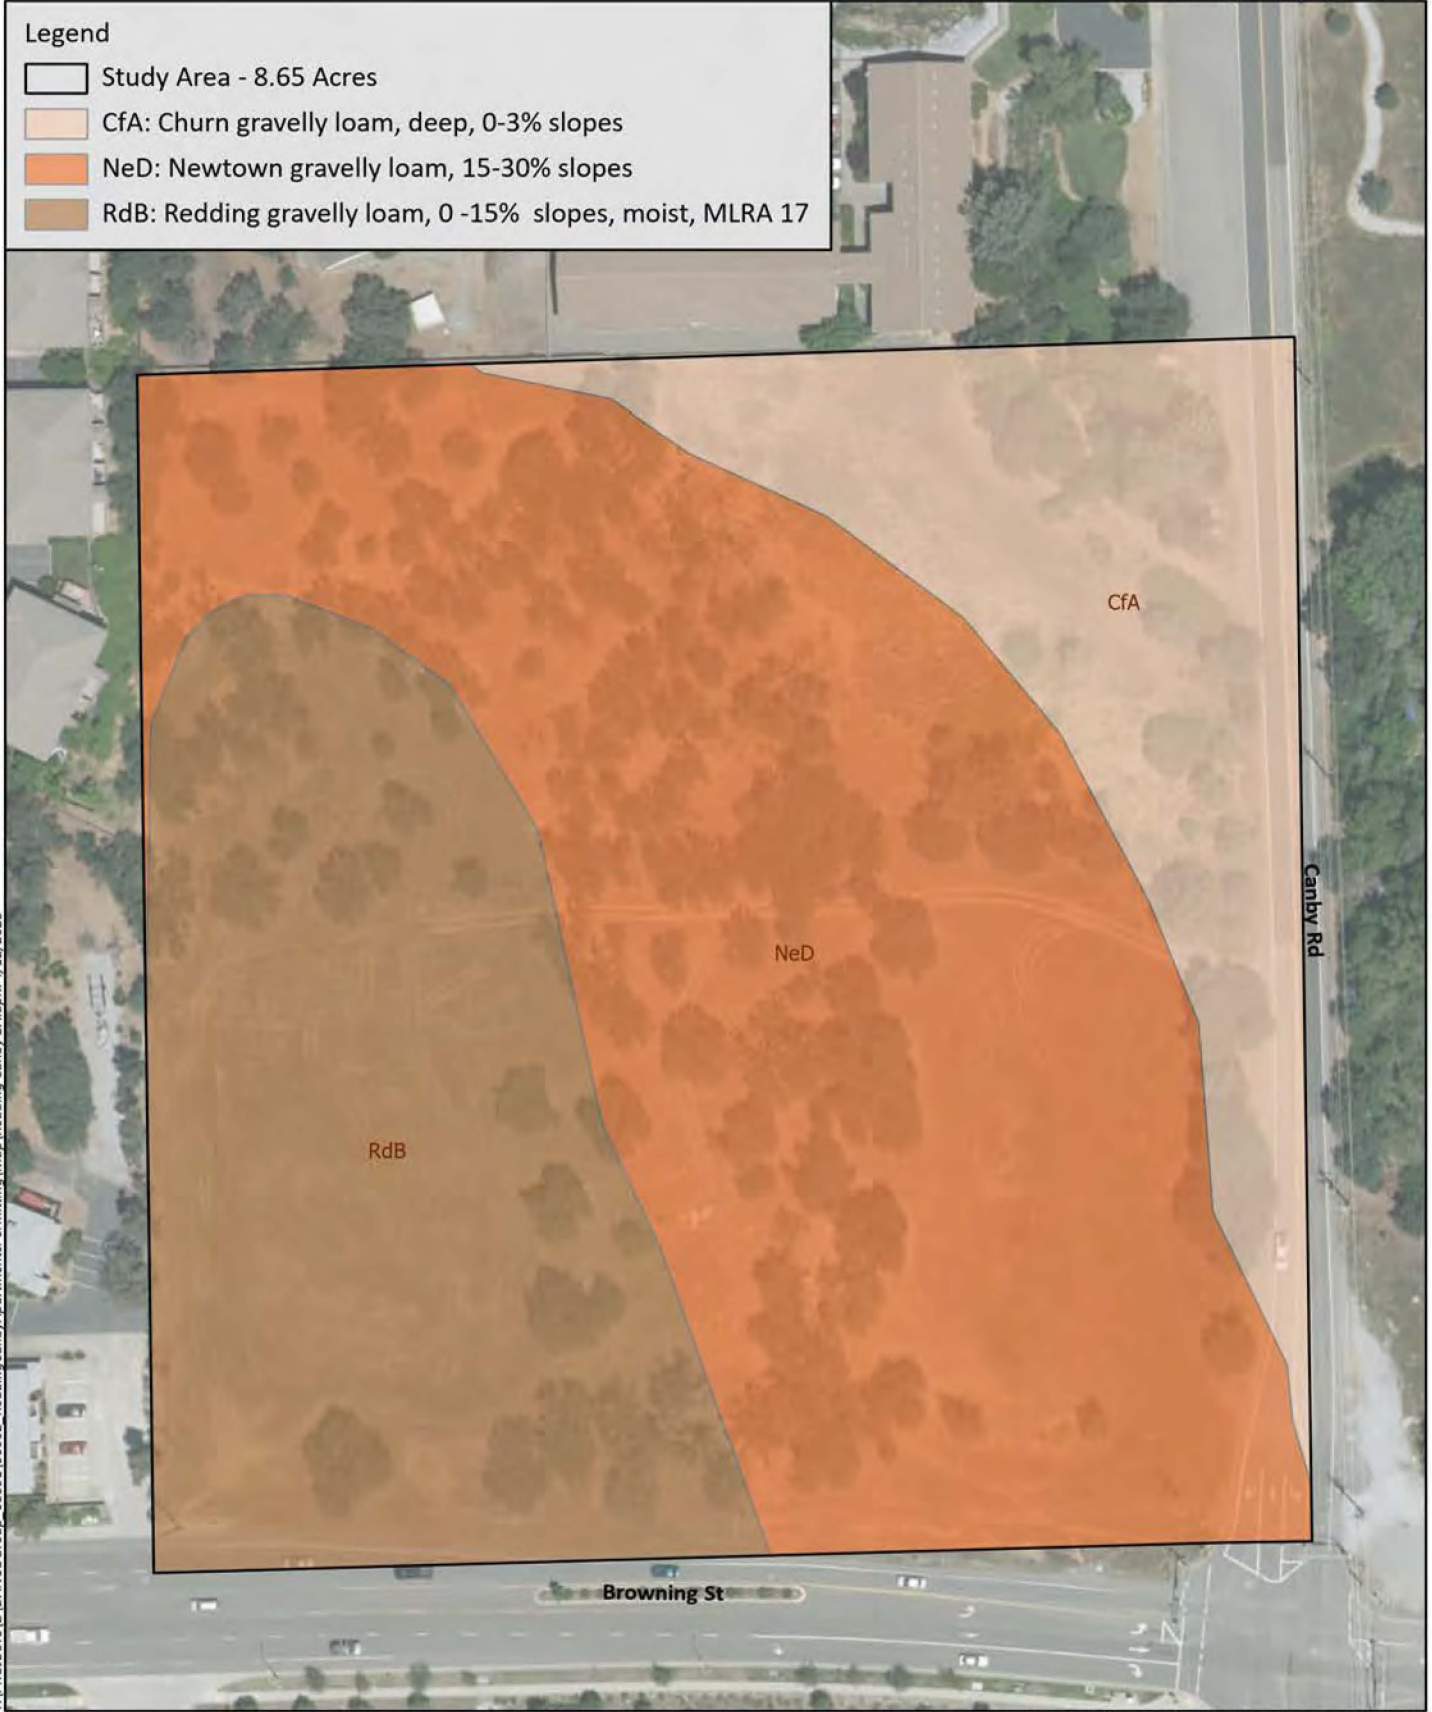 Legend
Study Area - 8.65 Acres
CfA: Churn gravelly loam, deep, 0-3% slopes
NeD: Newtown gravelly loam, 15-30% slopes
RdB: Redding gravelly loam, 0 -15% slopes, moist, MLRA 17
CfA
Canby Rd
NeD
RdB
Browning St